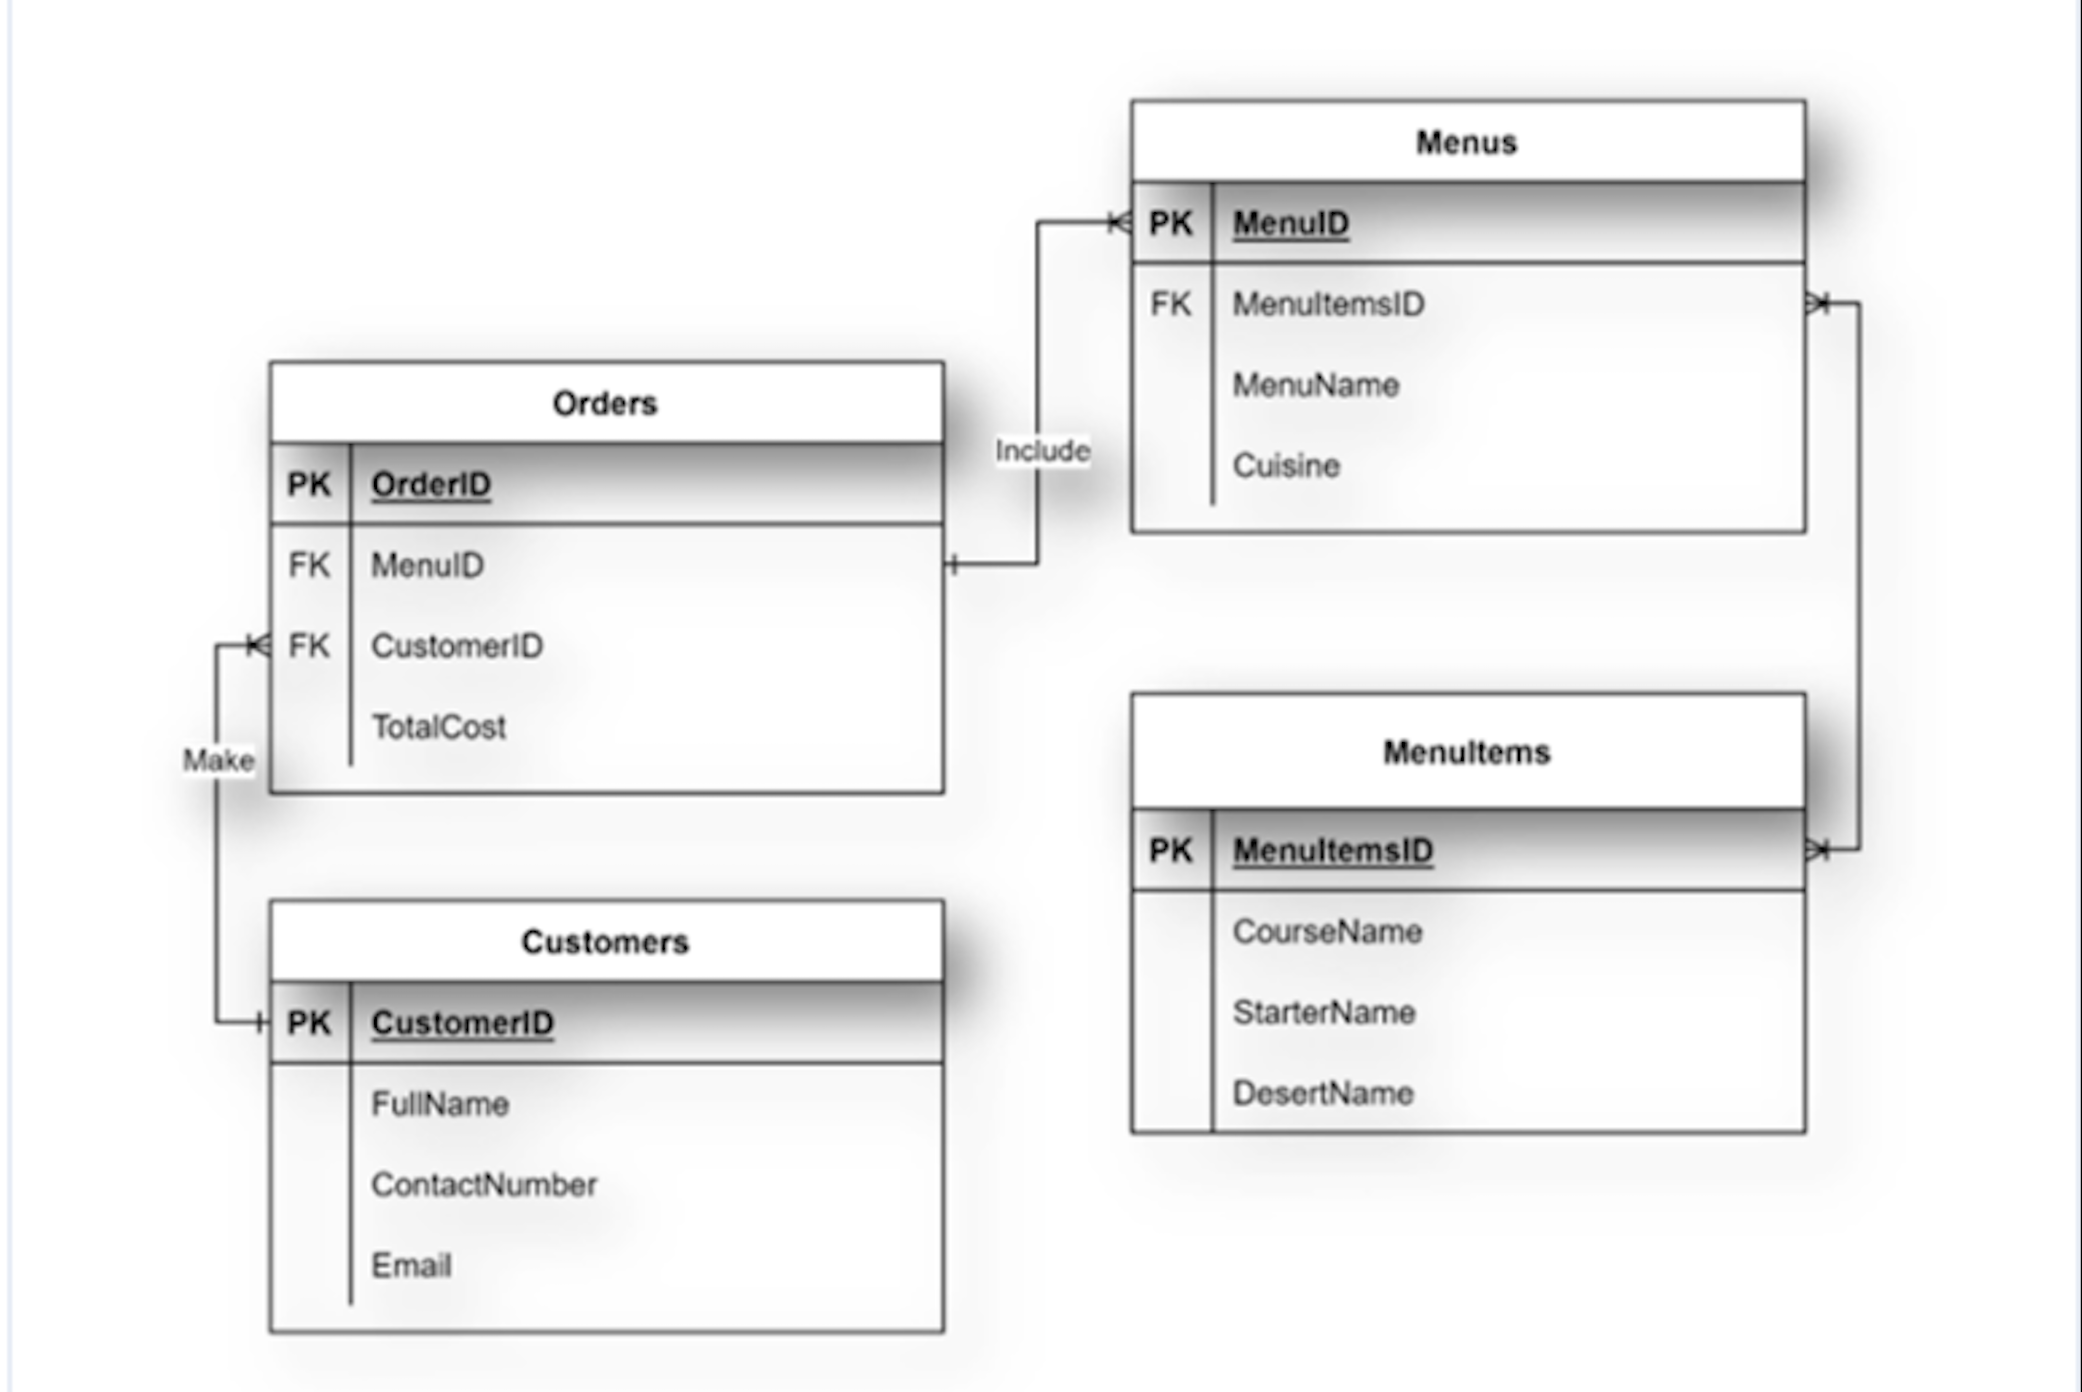 Menus
PK MenuID
FK MenuItemsID
MenuName
Cuisine
Orders
PK OrderID
FK MenuID
FK CustomerID
TotalCost
Include
Make
MenuItems
PK MenuItemsID
CourseName
StarterName
DesertName
Customers
PK CustomerID
FullName
ContactNumber
Email